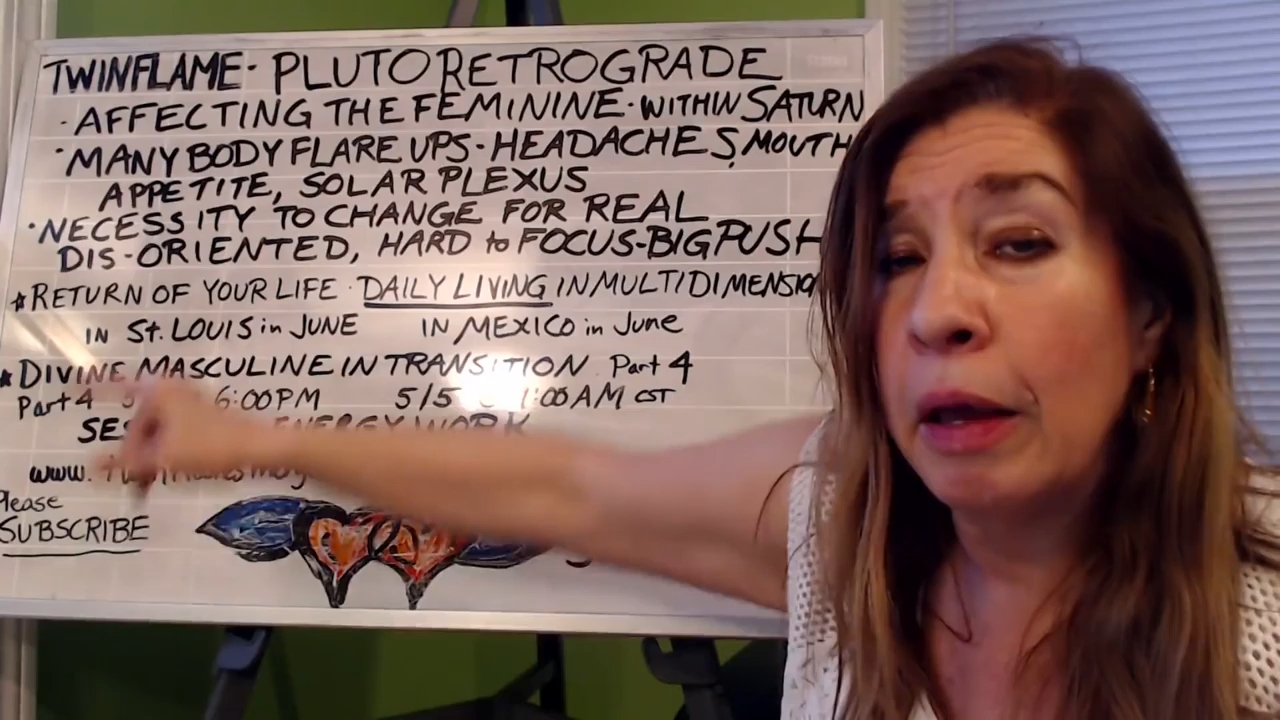 TWINFLAME · PLUTO RETROGRADE
· AFFECTING THE FEMININE · WITHIN SATURN
· MANY BODY FLARE UPS - HEADACHES, MOUTH
APPETITE, SOLAR PLEXUS
· NECESSITY TO CHANGE FOR REAL
DIS-ORIENTED, HARD to FOCUS-BIG PUSH
* RETURN OF YOUR LIFE · DAILY LIVING IN
IN St. LOUIS in JUNE IN MEXICO in June
* DIVINE MASCULINE IN TRANSITION Part 4
Part 4 6:00PM 5/5 CST
ENERGY WORK
www.
Please
SUBSCRIBE